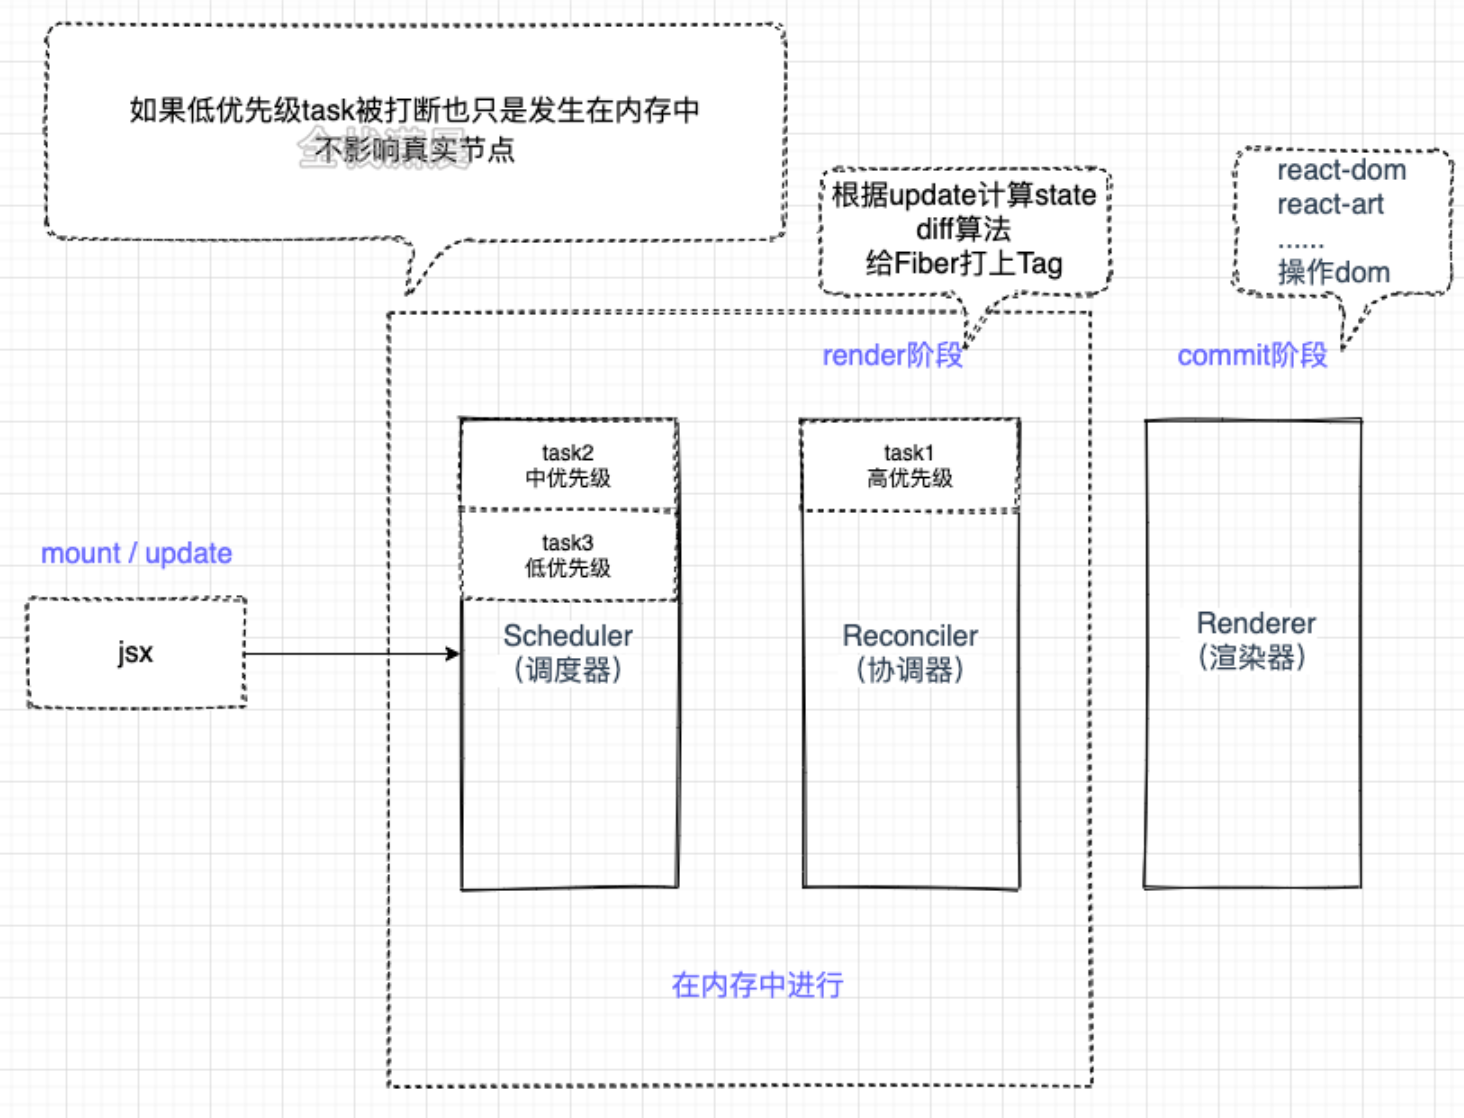 如果低优先级task被打断也只是发生在内存中
不影响真实节点
根据update计算state
diff算法
给Fiber打上Tag
react-dom
react-art
......
操作dom
render阶段
commit阶段
mount / update
jsx
task2
中优先级
task3
低优先级
Scheduler
（调度器）
task1
高优先级
Reconciler
（协调器）
Renderer
（渲染器）
在内存中进行